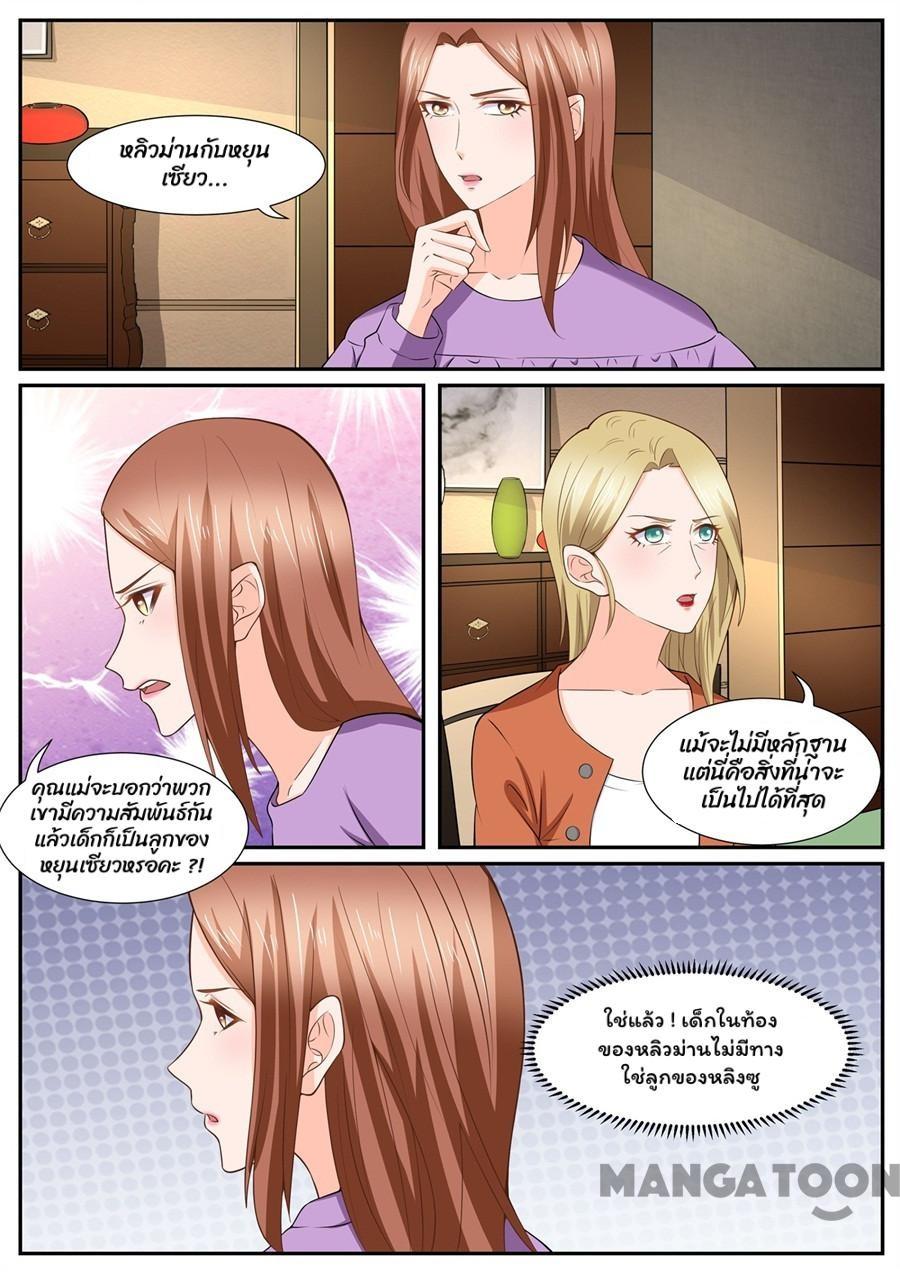 หลิวม่านกับหยุน
เซียว...
คุณแม่จะบอกว่าพวก
เขามีความสัมพันธ์กัน
แล้วเด็กก็เป็นลูกของ
หยุนเซียวหรอคะ ?!
แม้จะไม่มีหลักฐาน
แต่นี่คือสิ่งที่น่าจะ
เป็นไปได้ที่สุด
ใช่แล้ว ! เด็กในท้อง
ของหลิวม่านไม่มีทาง
ใช่ลูกของหลิงซู
MANGATOON